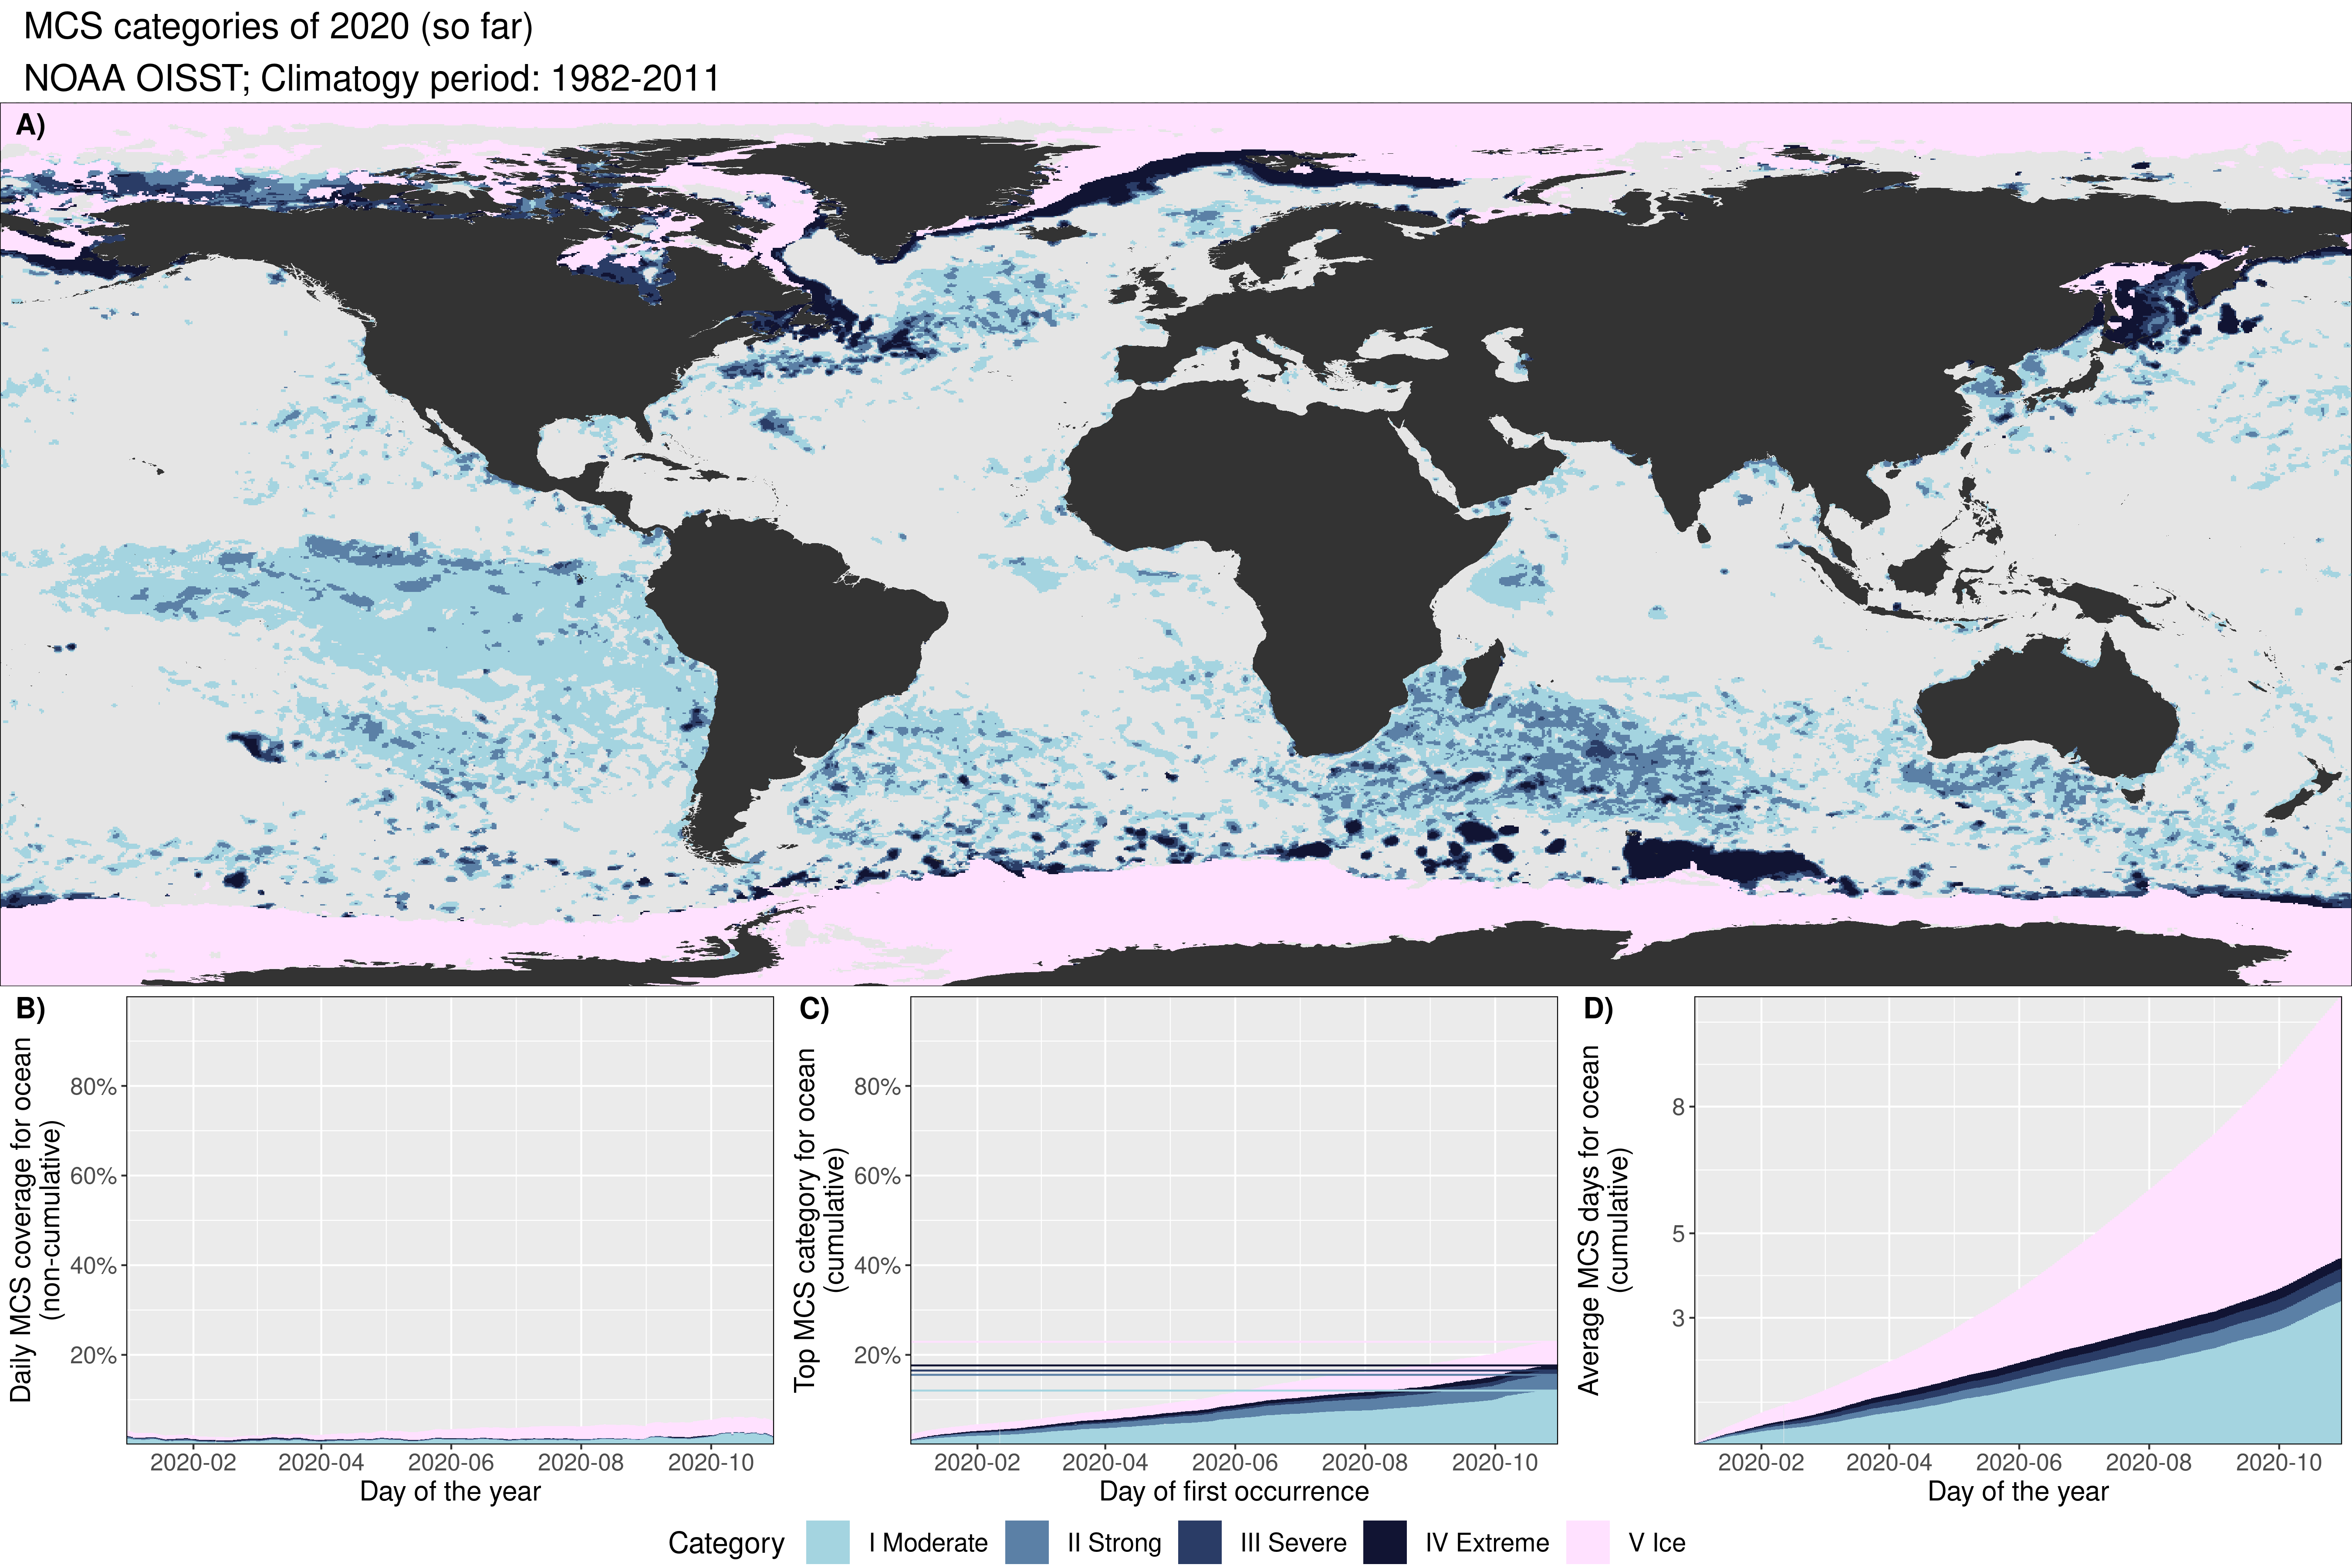 MCS categories of 2020 (so far)
NOAA OISST; Climatogy period: 1982-2011
A)
B)
Daily MCS coverage for ocean
(non-cumulative)
80%
60%
40%
20%
2020-02 2020-04 2020-06 2020-08 2020-10
Day of the year
C)
Top MCS category for ocean
(cumulative)
80%
60%
40%
20%
2020-02 2020-04 2020-06 2020-08 2020-10
Day of first occurrence
D)
Average MCS days for ocean
(cumulative)
8
5
3
2020-02 2020-04 2020-06 2020-08 2020-10
Day of the year
Category I Moderate II Strong III Severe IV Extreme V Ice